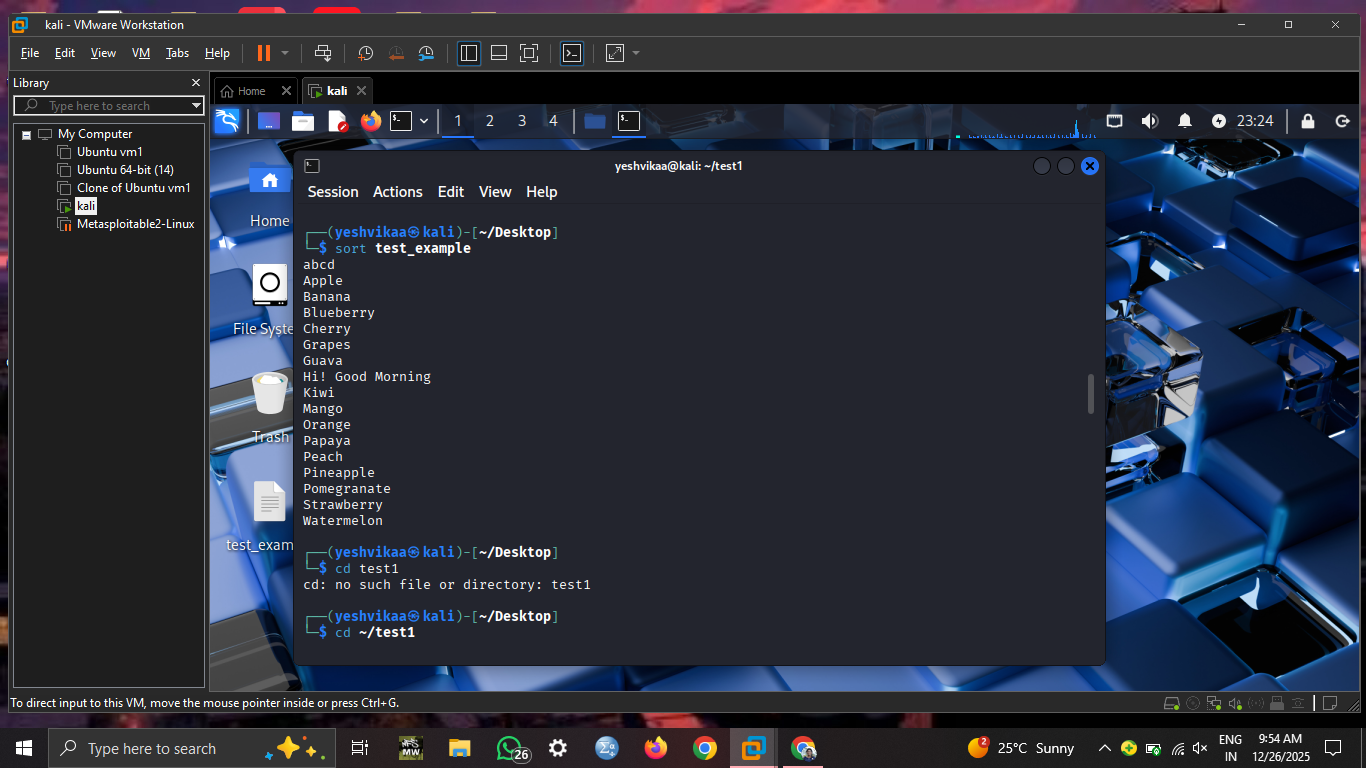 kali - VMware Workstation
File Edit View VM Tabs Help
Library
Type here to search
My Computer
Ubuntu vm1
Ubuntu 64-bit (14)
Clone of Ubuntu vm1
kali
Metasploitable2-Linux
Home
kali
1 2 3 4
23:24
Home
File Syste
Trash
test_exam
yeshvikaa@kali: ~/test1
Session Actions Edit View Help
┌──(yeshvikaa㉿kali)-[~/Desktop]
└─$ sort test_example
abcd
Apple
Banana
Blueberry
Cherry
Grapes
Guava
Hi! Good Morning
Kiwi
Mango
Orange
Papaya
Peach
Pineapple
Pomegranate
Strawberry
Watermelon
┌──(yeshvikaa㉿kali)-[~/Desktop]
└─$ cd test1
cd: no such file or directory: test1
┌──(yeshvikaa㉿kali)-[~/Desktop]
└─$ cd ~/test1
To direct input to this VM, move the mouse pointer inside or press Ctrl+G.
Type here to search
MW
26
2
25°C Sunny
ENG
IN
9:54 AM
12/26/2025